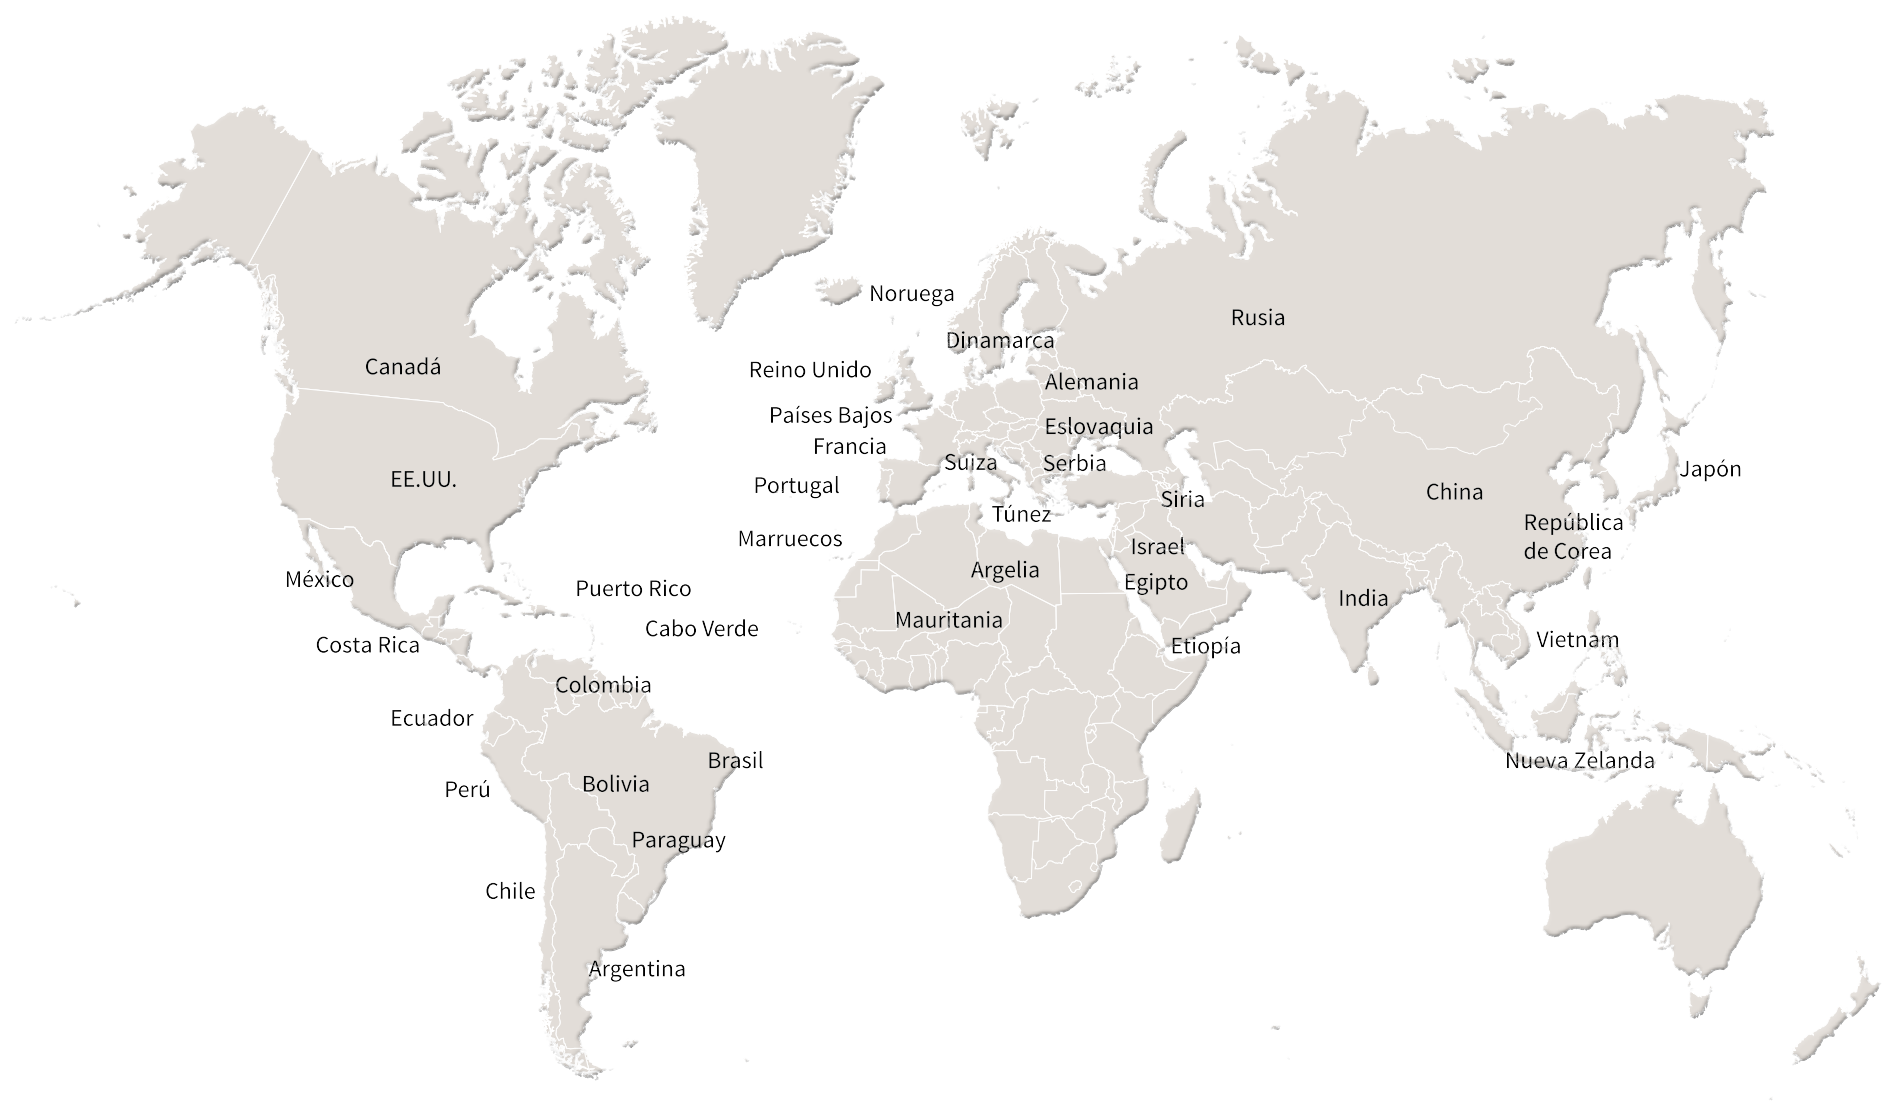 Noruega
Rusia
Dinamarca
Canadá
Reino Unido
Alemania
Países Bajos
Eslovaquia
Francia
Suiza
Serbia
Japón
EE.UU.
Portugal
China
Siria
Túnez
República
de Corea
Marruecos
Israel
Argelia
México
Egipto
Puerto Rico
India
Mauritania
Cabo Verde
Vietnam
Costa Rica
Etiopía
Colombia
Ecuador
Brasil
Nueva Zelanda
Bolivia
Perú
Paraguay
Chile
Argentina